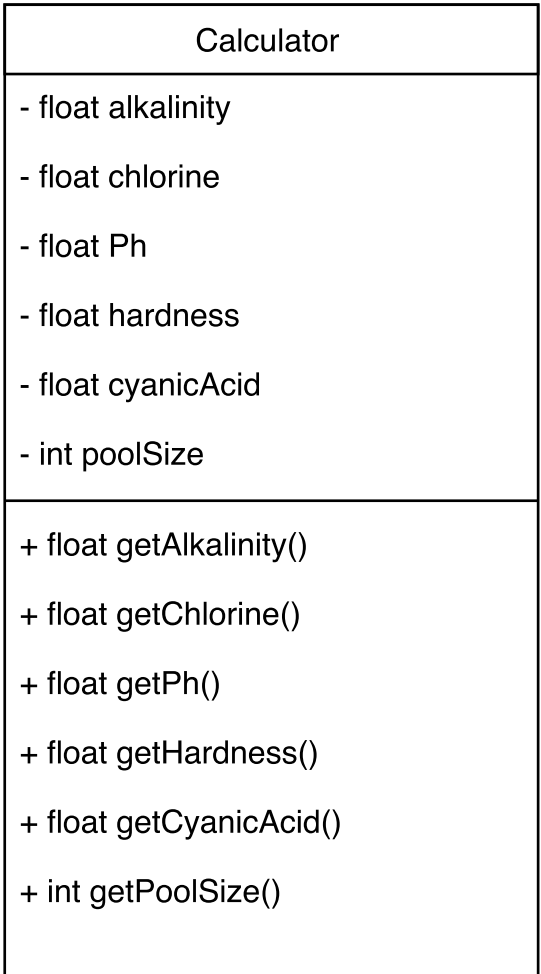 Calculator
- float alkalinity
- float chlorine
- float Ph
- float hardness
- float cyanicAcid
- int poolSize
+ float getAlkalinity()
+ float getChlorine()
+ float getPh()
+ float getHardness()
+ float getCyanicAcid()
+ int getPoolSize()